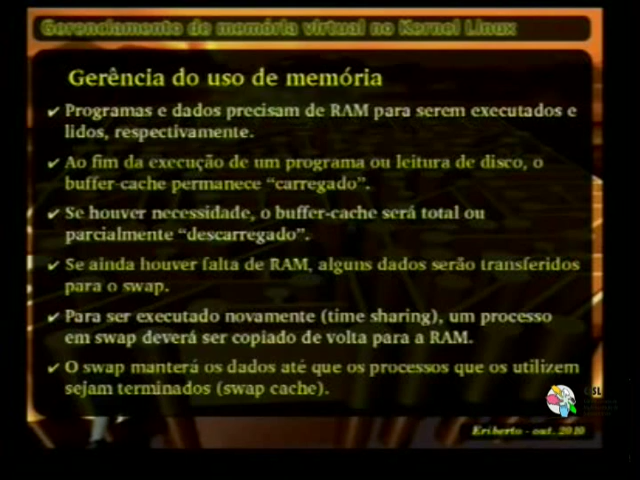 Gerenciamento de memória virtual no Kernel Linux
Gerência do uso de memória
✔ Programas e dados precisam de RAM para serem executados e
lidos, respectivamente.
✔ Ao fim da execução de um programa ou leitura de disco, o
buffer-cache permanece “carregado”.
✔ Se houver necessidade, o buffer-cache será total ou
parcialmente “descarregado”.
✔ Se ainda houver falta de RAM, alguns dados serão transferidos
para o swap.
✔ Para ser executado novamente (time sharing), um processo
em swap deverá ser copiado de volta para a RAM.
✔ O swap manterá os dados até que os processos que os utilizem
sejam terminados (swap cache).
Eriberto - out. 2010